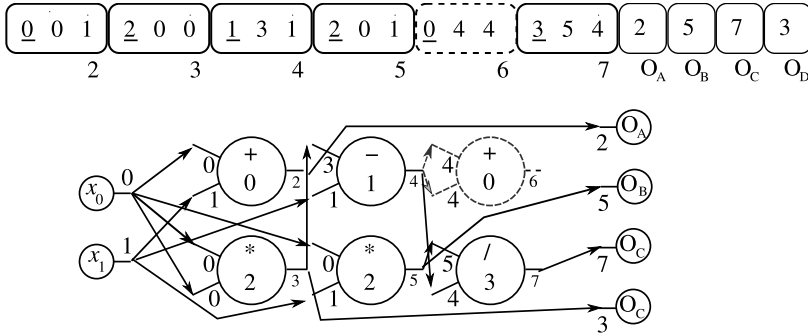 0 0 1 2 0 0 1 3 1 2 0 1 0 4 4 3 5 4 2 5 7 3
2 3 4 5 6 7 O_A O_B O_C O_D
+ − + O_A
0 3 4 2
x_0 0 0 2 1 4 0 6
1 1 4 O_B
5
x_1 1 * * / O_C
0 0 5
2 3 2 5 3 7 7
0 1 4 O_C
3